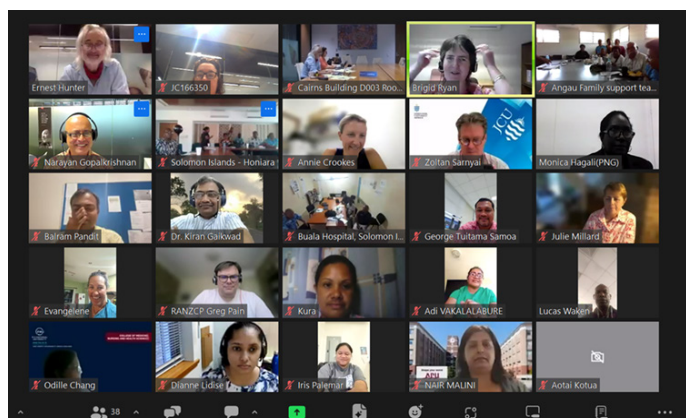 Ernest Hunter
JC166350
Cairns Building D003 Roo...
Brigid Ryan
Angau Family support tea...
Narayan Gopalkrishnan
Solomon Islands - Honiara
Annie Crookes
JCU
Zoltan Sarnyai
Monica Hagali(PNG)
Balram Pandit
Dr. Kiran Gaikwad
Buala Hospital, Solomon I...
George Tuitama Samoa
Julie Millard
Evangelene
RANZCP Greg Pain
Kura
Adi VAKALALABURE
Lucas Waken
Odille Chang
Dianne Lidise
Iris Palemar
NAIR MALINI
Aotai Kotua
38